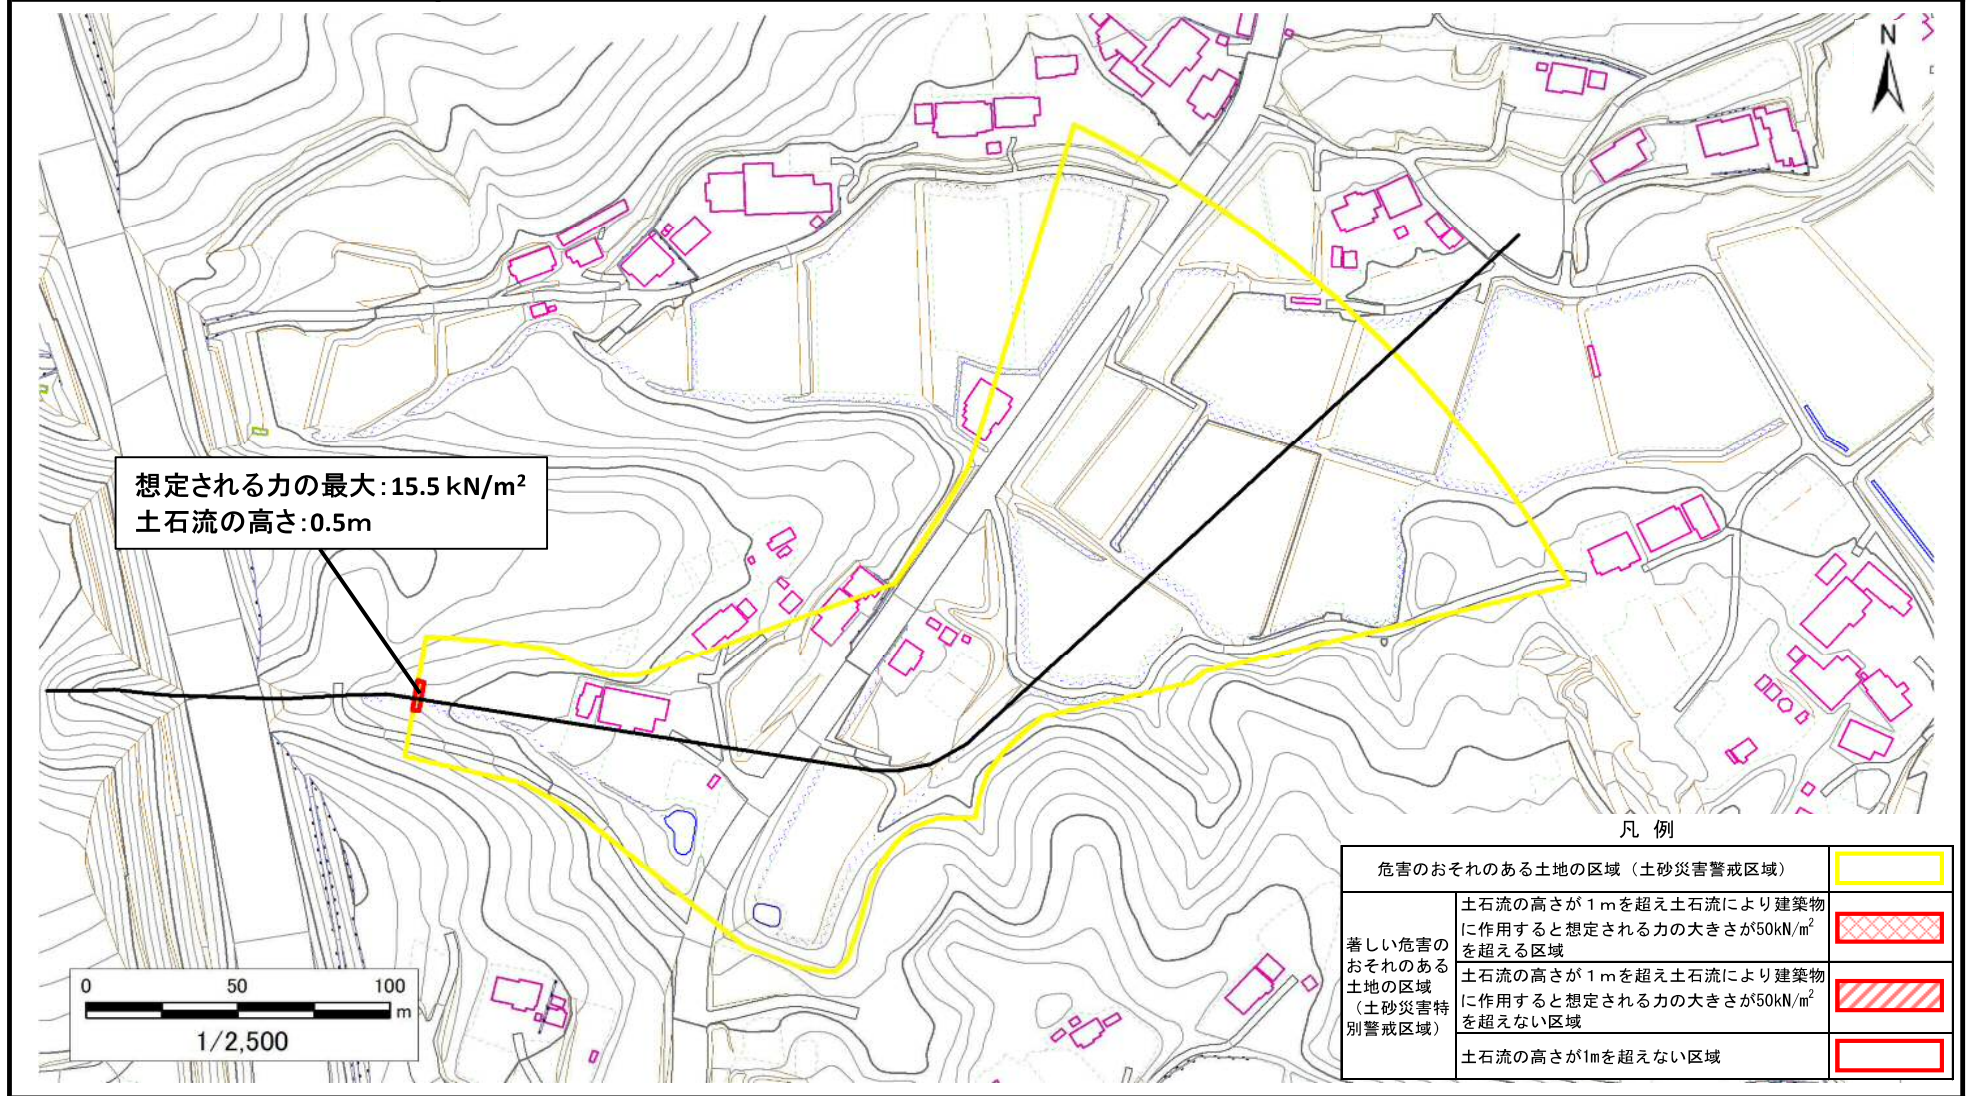 N
想定される力の最大:15.5 kN/m²
土石流の高さ:0.5m
0 50 100
m
1/2,500
凡 例
危害のおそれのある土地の区域（土砂災害警戒区域）
著しい危害の
おそれのある
土地の区域
（土砂災害特
別警戒区域）
土石流の高さが1mを超え土石流により建築物
に作用すると想定される力の大きさが50kN/m²
を超える区域
土石流の高さが1mを超え土石流により建築物
に作用すると想定される力の大きさが50kN/m²
を超えない区域
土石流の高さが1mを超えない区域